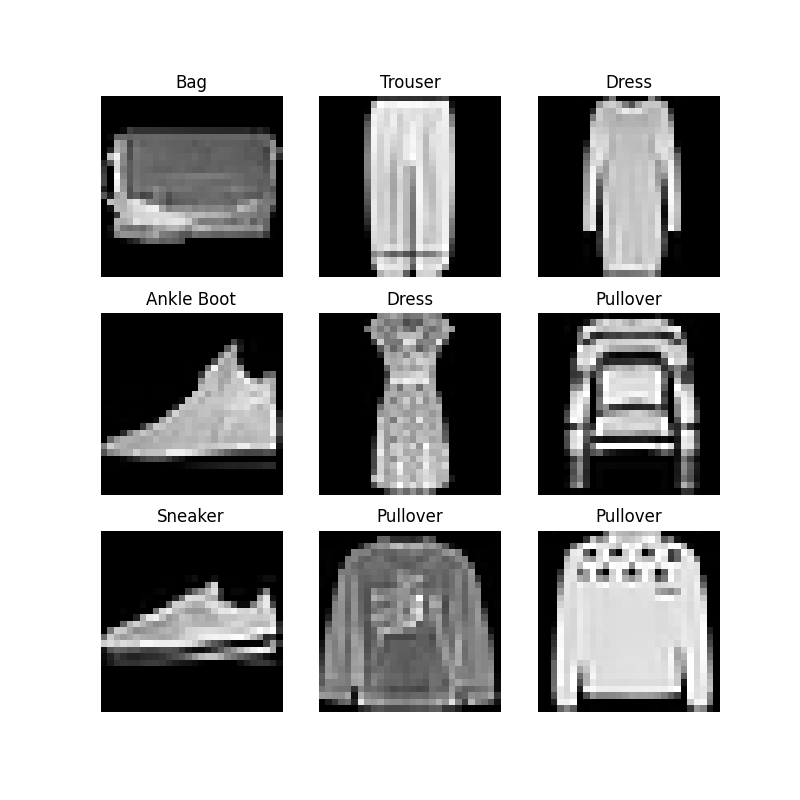 Bag
Trouser
Dress
Ankle Boot
Dress
Pullover
Sneaker
Pullover
Pullover